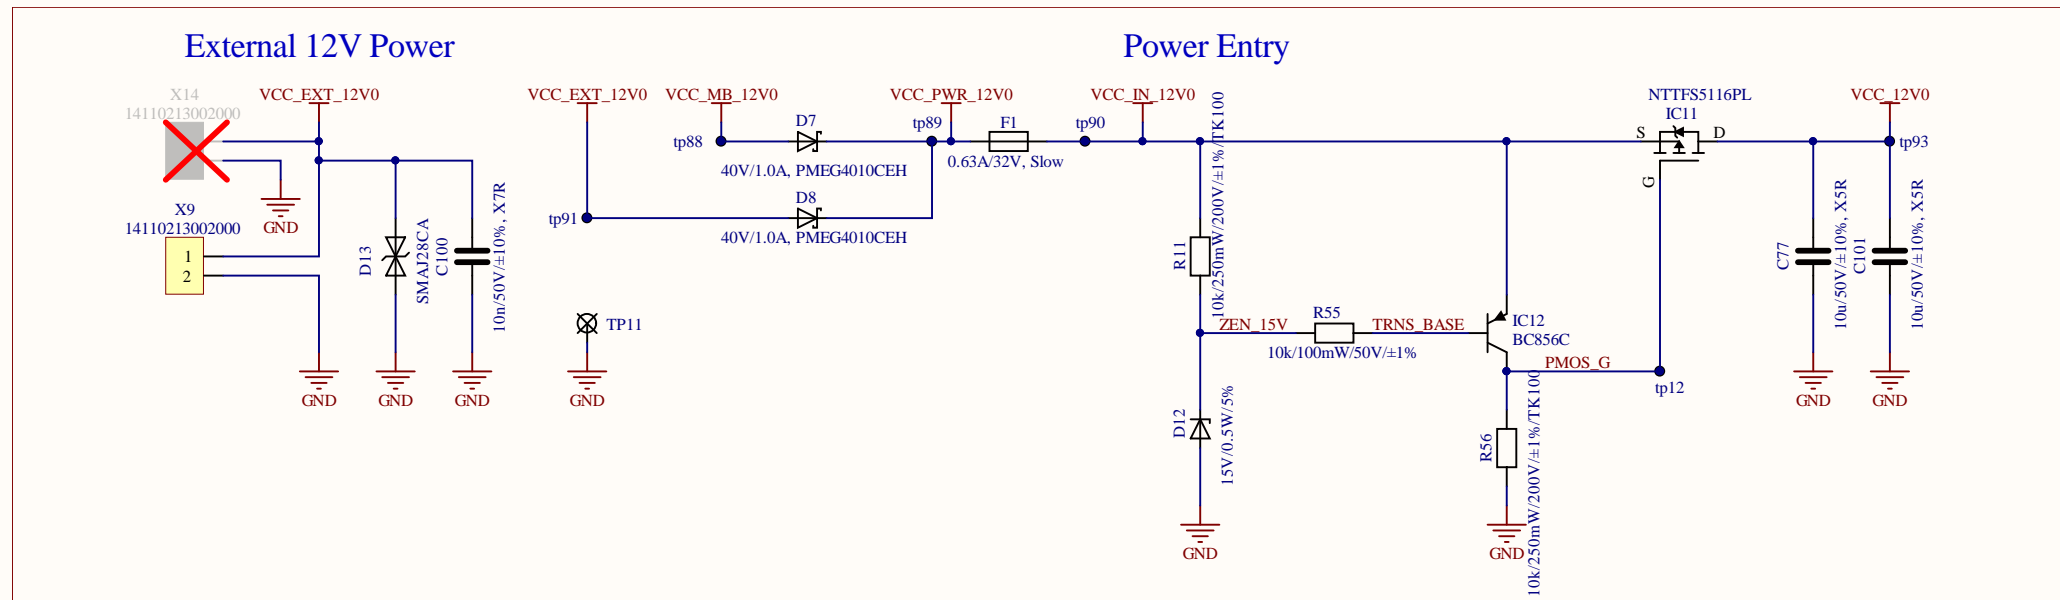 External 12V Power
Power Entry
X14
14110213002000
VCC_EXT_12V0
GND
X9
14110213002000
1
2
GND
D13
SMAJ28CA
GND
C100
10n/50V/±10%, X7R
GND
VCC_EXT_12V0
tp91
TP11
GND
VCC_MB_12V0
tp88
D7
40V/1.0A, PMEG4010CEH
D8
40V/1.0A, PMEG4010CEH
VCC_PWR_12V0
tp89
F1
0.63A/32V, Slow
tp90
VCC_IN_12V0
R11
10k/250mW/200V/±1%/TK100
ZEN_15V
R55
10k/100mW/50V/±1%
TRNS_BASE
D12
15V/0.5W/5%
GND
IC12
BC856C
PMOS_G
tp12
R56
10k/250mW/200V/±1%/TK100
GND
NTTFS5116PL
IC11
S
D
G
VCC_12V0
tp93
C77
10u/50V/±10%, X5R
GND
C101
10u/50V/±10%, X5R
GND